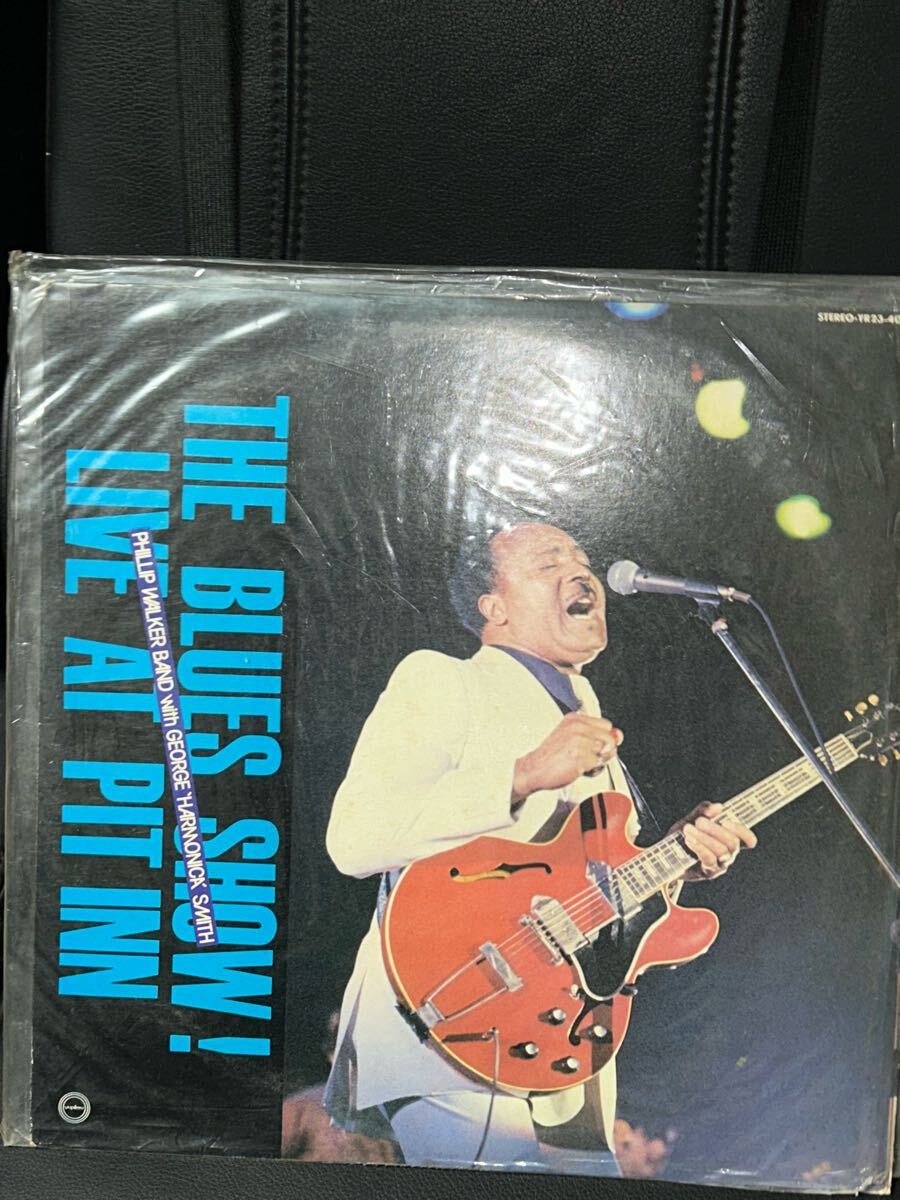 STEREO-YR23-40
THE BLUES SHOW!
LIVE AT PIT INN
PHILLIP WALKER BAND with GEORGE 'HARMONICA' SMITH